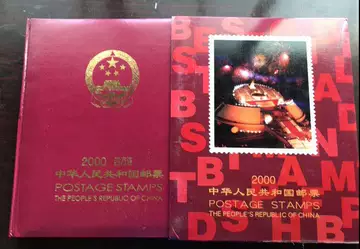 2000
中华人民共和国邮票
POSTAGE STAMPS
THE PEOPLE'S REPUBLIC OF CHINA
2000
中华人民共和国邮票
POSTAGE STAMPS
THE PEOPLE'S REPUBLIC OF CHINA